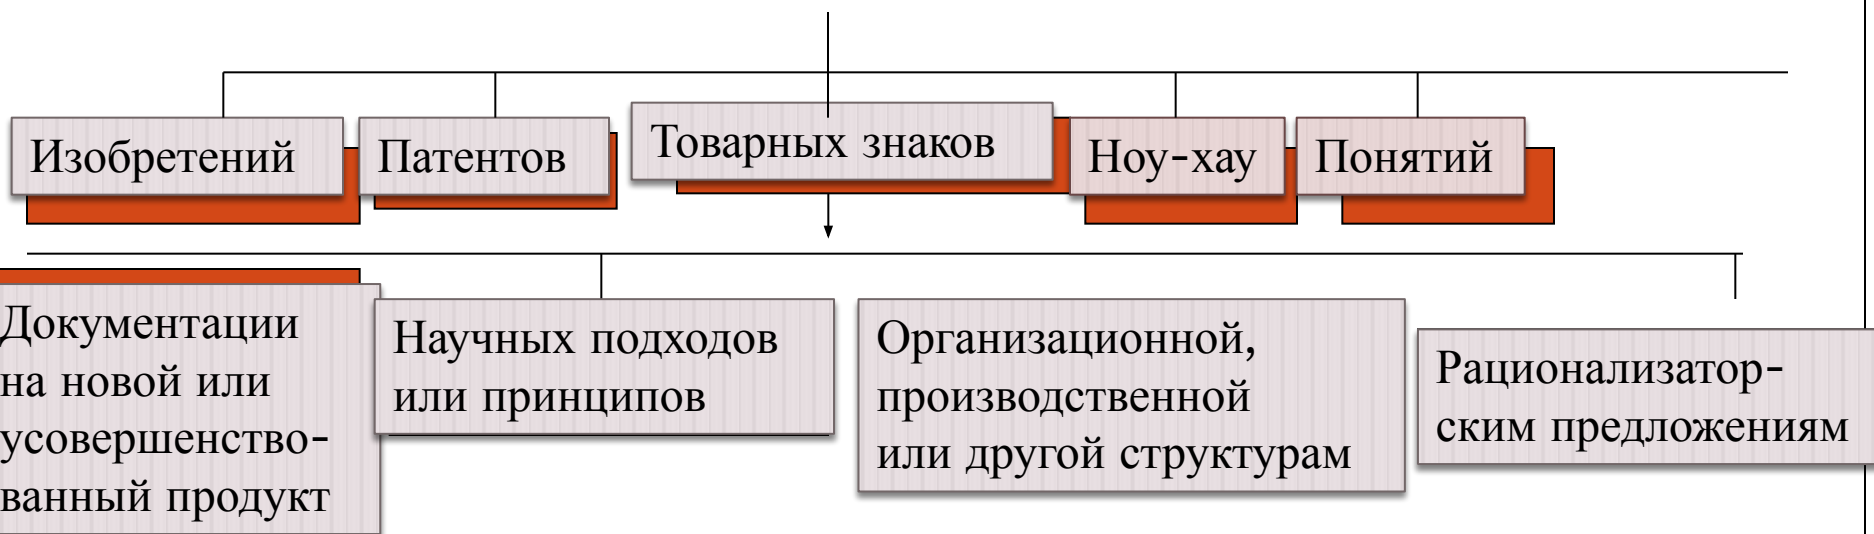 Изобретений
Патентов
Товарных знаков
Ноу-хау
Понятий
Документации
на новой или
усовершенство-
ванный продукт
Научных подходов
или принципов
Организационной,
производственной
или другой структурам
Рационализатор-
ским предложениям